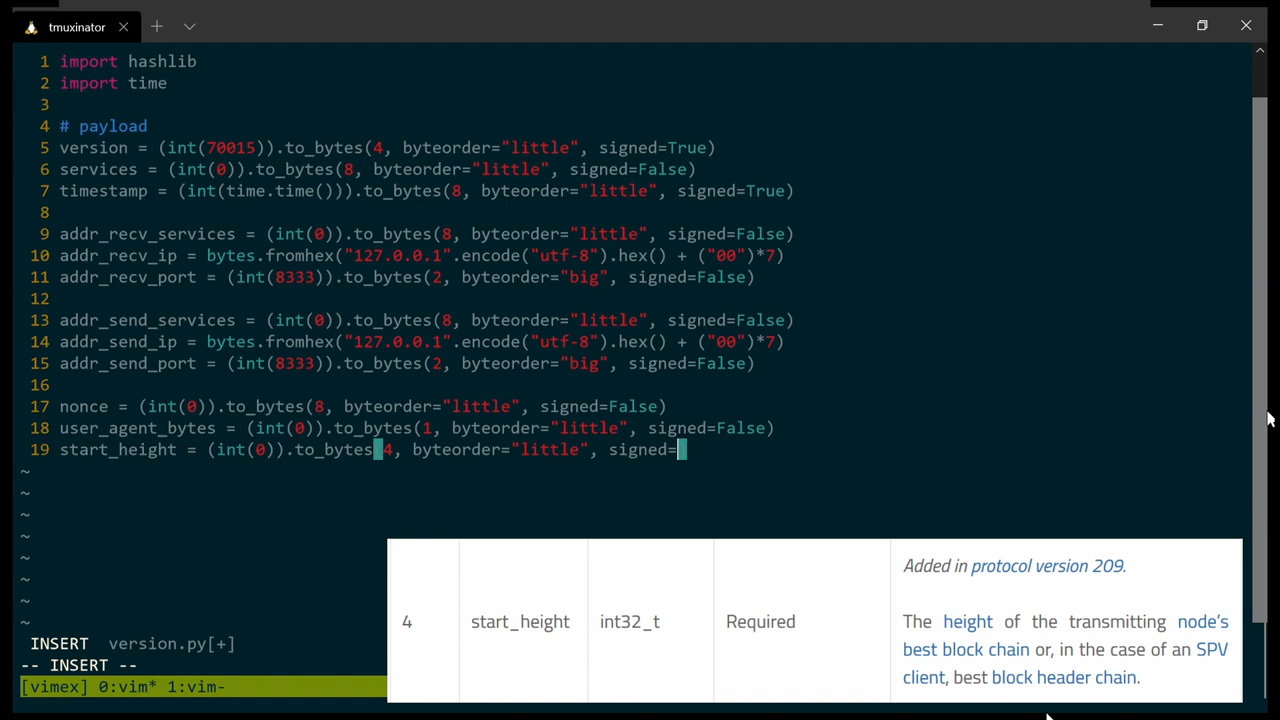 tmuxinator
1 import hashlib
2 import time
3
4 # payload
5 version = (int(70015)).to_bytes(4, byteorder="little", signed=True)
6 services = (int(0)).to_bytes(8, byteorder="little", signed=False)
7 timestamp = (int(time.time())).to_bytes(8, byteorder="little", signed=True)
8
9 addr_recv_services = (int(0)).to_bytes(8, byteorder="little", signed=False)
10 addr_recv_ip = bytes.fromhex("127.0.0.1".encode("utf-8").hex() + ("00")*7)
11 addr_recv_port = (int(8333)).to_bytes(2, byteorder="big", signed=False)
12
13 addr_send_services = (int(0)).to_bytes(8, byteorder="little", signed=False)
14 addr_send_ip = bytes.fromhex("127.0.0.1".encode("utf-8").hex() + ("00")*7)
15 addr_send_port = (int(8333)).to_bytes(2, byteorder="big", signed=False)
16
17 nonce = (int(0)).to_bytes(8, byteorder="little", signed=False)
18 user_agent_bytes = (int(0)).to_bytes(1, byteorder="little", signed=False)
19 start_height = (int(0)).to_bytes(4, byteorder="little", signed=)
~
~
~
~
~
~
~
~
INSERT version.py[+]
-- INSERT --
[vimex] 0:vim* 1:vim-
Added in protocol version 209.
4 start_height int32_t Required The height of the transmitting node's
best block chain or, in the case of an SPV
client, best block header chain.